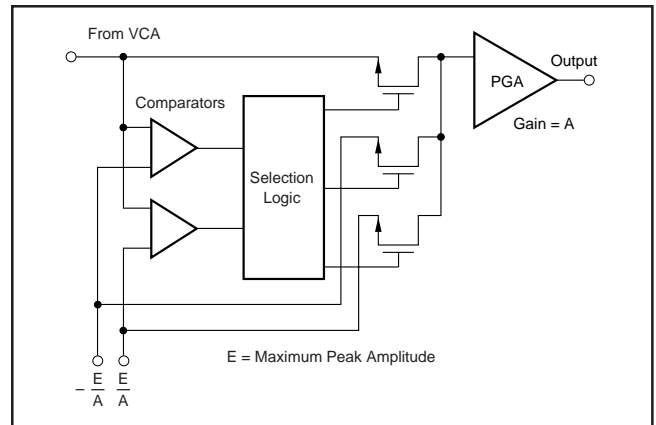 From VCA
Output
PGA
Comparators
Gain = A
Selection
Logic
E = Maximum Peak Amplitude
– E/A
E/A